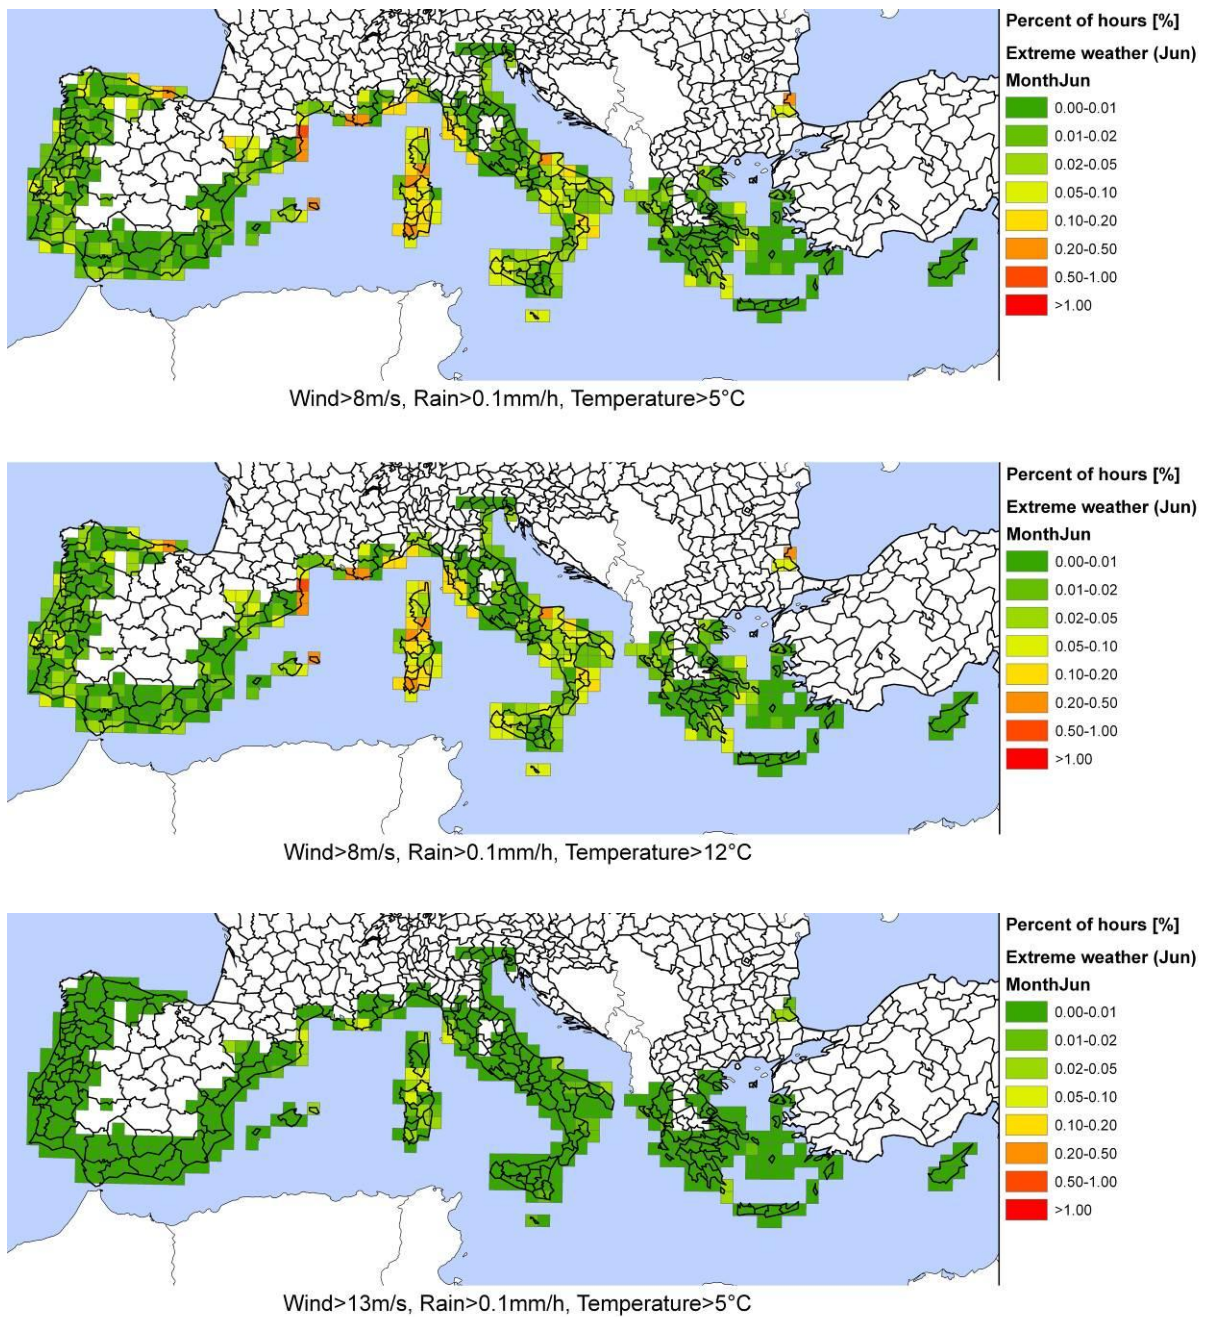 Percent of hours [%]
Extreme weather (Jun)
MonthJun
0.00-0.01
0.01-0.02
0.02-0.05
0.05-0.10
0.10-0.20
0.20-0.50
0.50-1.00
>1.00
Wind>8m/s, Rain>0.1mm/h, Temperature>5°C
Percent of hours [%]
Extreme weather (Jun)
MonthJun
0.00-0.01
0.01-0.02
0.02-0.05
0.05-0.10
0.10-0.20
0.20-0.50
0.50-1.00
>1.00
Wind>8m/s, Rain>0.1mm/h, Temperature>12°C
Percent of hours [%]
Extreme weather (Jun)
MonthJun
0.00-0.01
0.01-0.02
0.02-0.05
0.05-0.10
0.10-0.20
0.20-0.50
0.50-1.00
>1.00
Wind>13m/s, Rain>0.1mm/h, Temperature>5°C